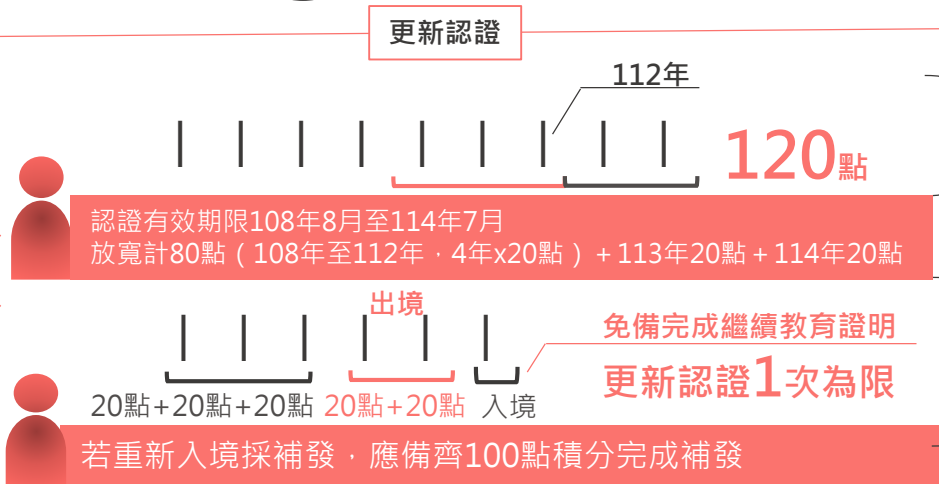 更新認證
112年
120點
認證有效期限108年8月至114年7月
放寬計80點（108年至112年，4年x20點）＋113年20點＋114年20點
出境
免備完成繼續教育證明
更新認證1次為限
20點+20點+20點 20點+20點 入境
若重新入境採補發，應備齊100點積分完成補發